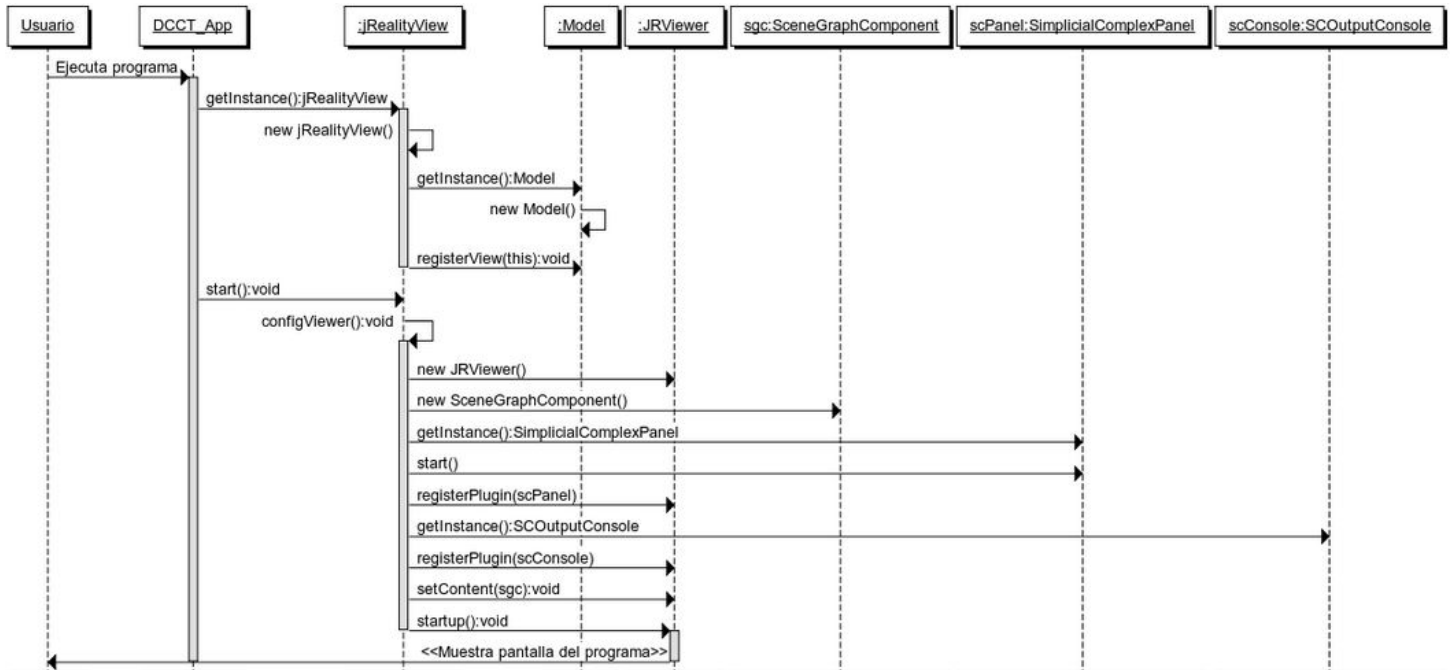 Usuario
DCCT_App
:jRealityView
:Model
:JRViewer
sgc:SceneGraphComponent
scPanel:SimplicialComplexPanel
scConsole:SCOutputConsole
Ejecuta programa
getInstance():jRealityView
new jRealityView()
getInstance():Model
new Model()
registerView(this):void
start():void
configViewer():void
new JRViewer()
new SceneGraphComponent()
getInstance():SimplicialComplexPanel
start()
registerPlugin(scPanel)
getInstance():SCOutputConsole
registerPlugin(scConsole)
setContent(sgc):void
startup():void
<<Muestra pantalla del programa>>